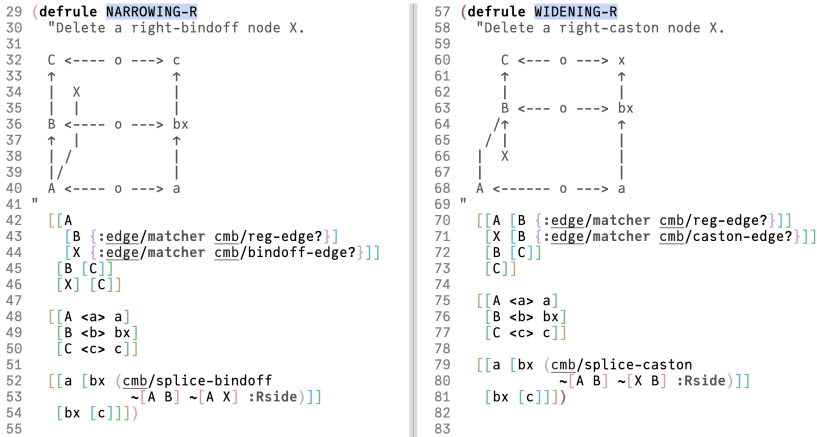 29 (defrule NARROWING-R
30   "Delete a right-bindoff node X.
31
32   C <---- o ---> c
33   ↑              ↑
34   |  X           |
35   |  |           |
36   B <---- o ---> bx
37   ↑  |           ↑
38   | /            |
39   |/             |
40   A <---- o ---> a
41 "
42   [[A
43     [B {:edge/matcher cmb/reg-edge?}]
44     [X {:edge/matcher cmb/bindoff-edge?}]]
45    [B [C]]
46    [X] [C]]
47
48   [[A <a> a]
49    [B <b> bx]
50    [C <c> c]]
51
52   [[a [bx (cmb/splice-bindoff
53             ~[A B] ~[A X] :Rside)]]
54    [bx [c]]])
55
57 (defrule WIDENING-R
58   "Delete a right-caston node X.
59
60      C <---- o ---> x
61      ↑              ↑
62      |              |
63      B <---- o ---> bx
64     /↑              ↑
65    / |              |
66   |  X              |
67   |                 |
68   A <---- o ---> a
69 "
70   [[A [B {:edge/matcher cmb/reg-edge?}]]
71    [X [B {:edge/matcher cmb/caston-edge?}]]
72    [B [C]]
73    [C]]
74
75   [[A <a> a]
76    [B <b> bx]
77    [C <c> c]]
78
79   [[a [bx (cmb/splice-caston
80             ~[A B] ~[X B] :Rside)]]
81    [bx [c]]])
82
83